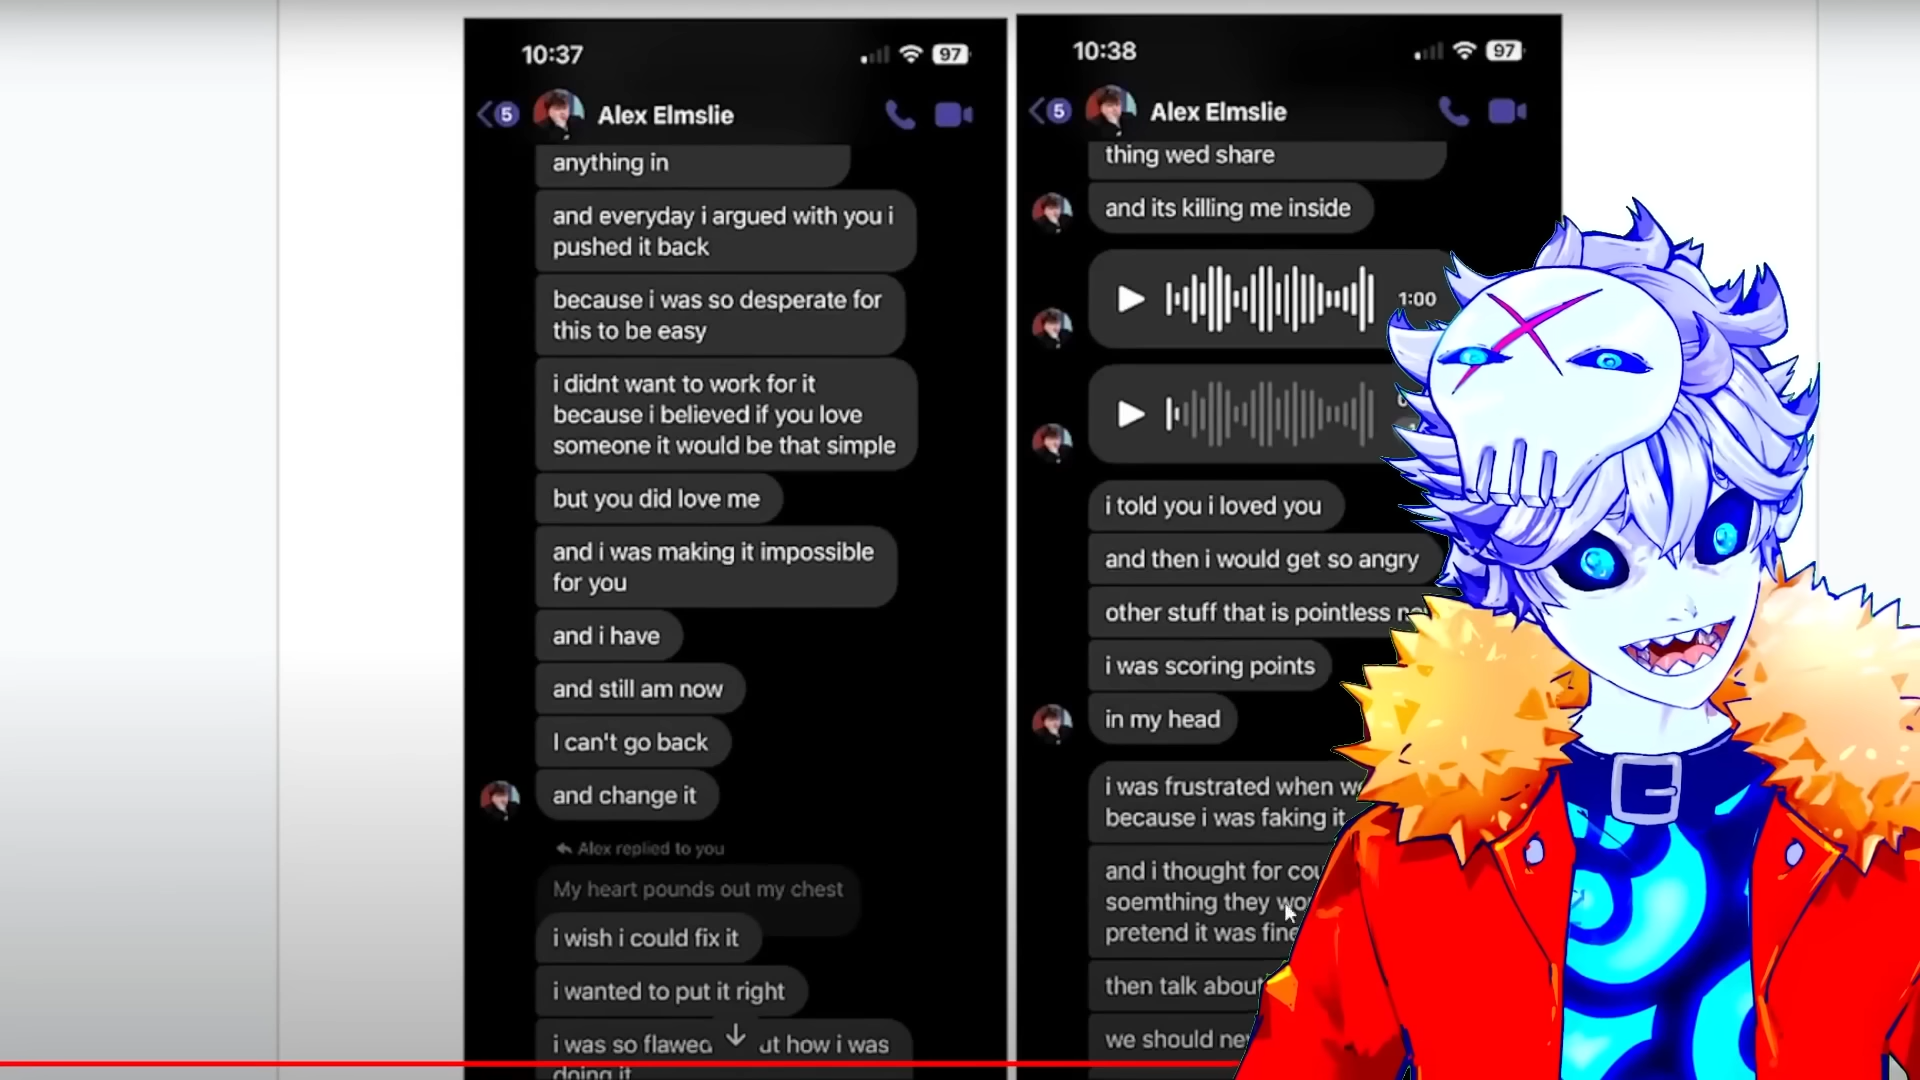 10:37
97
5
Alex Elmslie
anything in
and everyday i argued with you i
pushed it back
because i was so desperate for
this to be easy
i didnt want to work for it
because i believed if you love
someone it would be that simple
but you did love me
and i was making it impossible
for you
and i have
and still am now
I can't go back
and change it
Alex replied to you
My heart pounds out my chest
i wish i could fix it
i wanted to put it right
i was so flawed ut how i was
doing it
10:38
97
5
Alex Elmslie
thing wed share
and its killing me inside
1:00
i told you i loved you
and then i would get so angry
other stuff that is pointless
i was scoring points
in my head
i was frustrated when
because i was faking it
and i thought for
soemthing they
pretend it was fine
then talk about
we should